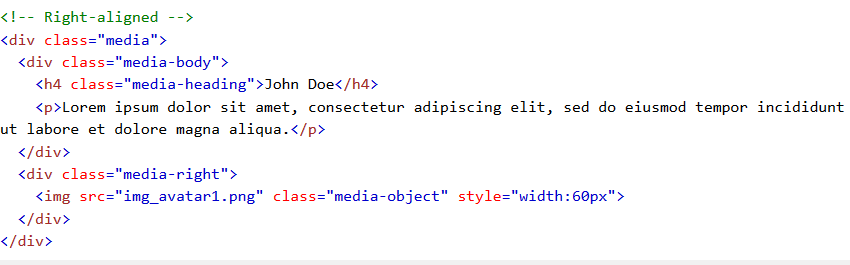 <!-- Right-aligned -->
<div class="media">
  <div class="media-body">
    <h4 class="media-heading">John Doe</h4>
    <p>Lorem ipsum dolor sit amet, consectetur adipiscing elit, sed do eiusmod tempor incididunt
ut labore et dolore magna aliqua.</p>
  </div>
  <div class="media-right">
    <img src="img_avatar1.png" class="media-object" style="width:60px">
  </div>
</div>